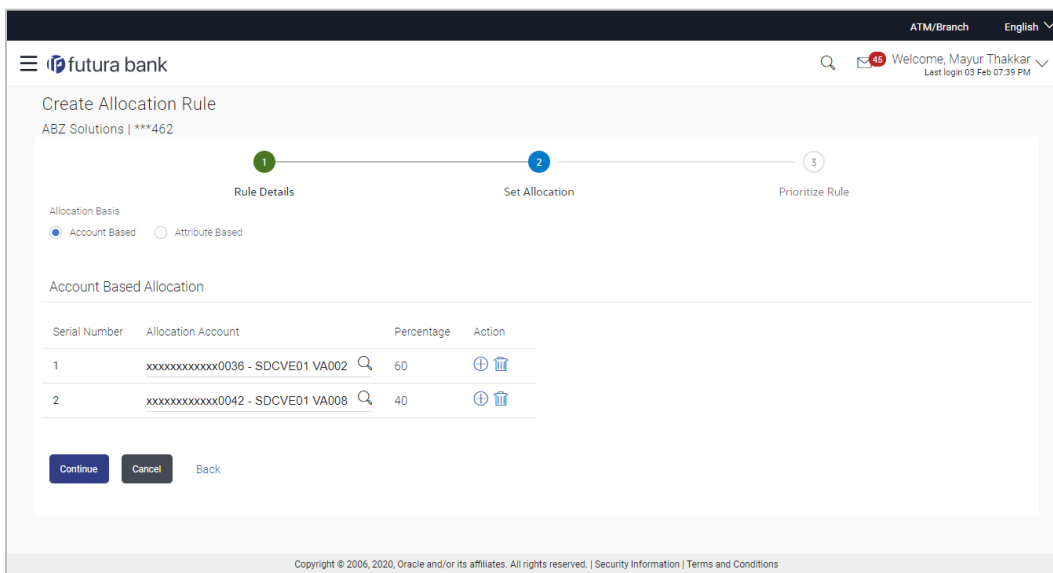 ATM/Branch English
futura bank
45 Welcome, Mayur Thakkar
Last login 03 Feb 07:39 PM
Create Allocation Rule
ABZ Solutions | ***462
1 2 3
Rule Details Set Allocation Prioritize Rule
Allocation Basis
Account Based Attribute Based
Account Based Allocation
Serial Number Allocation Account Percentage Action
1 xxxxxxxxxxxx0036 - SDCVE01 VA002 60
2 xxxxxxxxxxxx0042 - SDCVE01 VA008 40
Continue Cancel Back
Copyright © 2006, 2020, Oracle and/or its affiliates. All rights reserved. | Security Information | Terms and Conditions